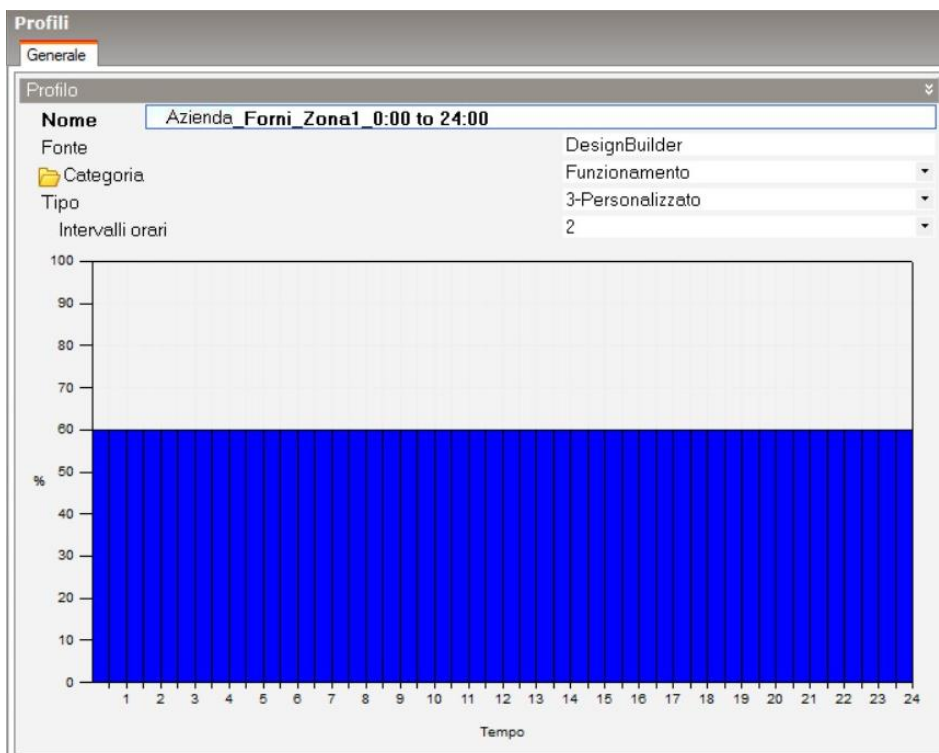 Profili
Generale
Profilo
Nome Azienda_Forni_Zona1_0:00 to 24:00
Fonte DesignBuilder
Categoria Funzionamento
Tipo 3-Personalizzato
Intervalli orari 2
100
90
80
70
60
% 50
40
30
20
10
0
1 2 3 4 5 6 7 8 9 10 11 12 13 14 15 16 17 18 19 20 21 22 23 24
Tempo